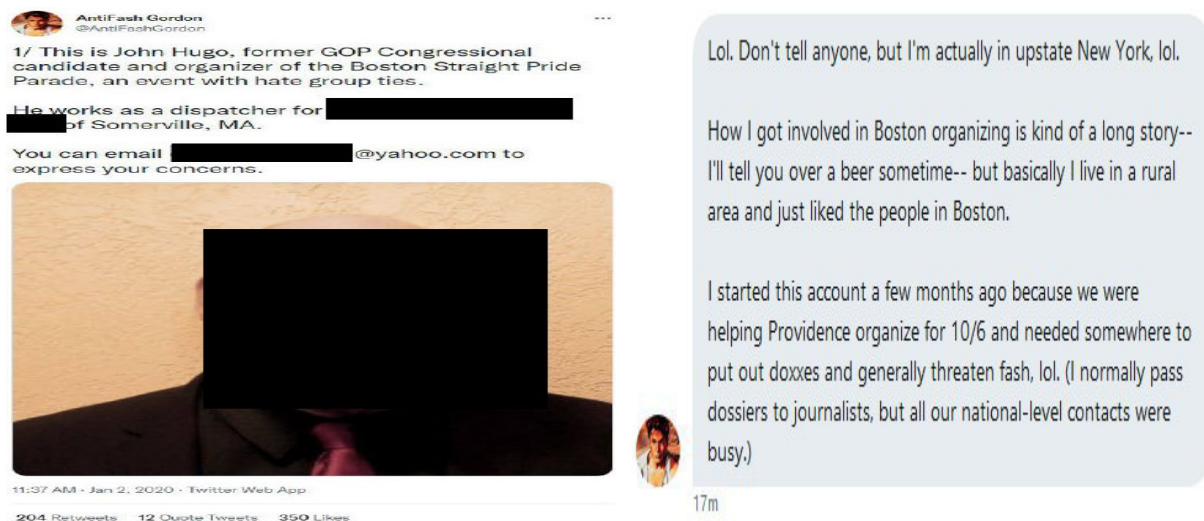 AntiFash Gordon
@AntiFashGordon
1/ This is John Hugo, former GOP Congressional
candidate and organizer of the Boston Straight Pride
Parade, an event with hate group ties.
He works as a dispatcher for
of Somerville, MA.
You can email @yahoo.com to
express your concerns.
11:37 AM · Jan 2, 2020 · Twitter Web App
204 Retweets 12 Quote Tweets 350 Likes
Lol. Don't tell anyone, but I'm actually in upstate New York, lol.
How I got involved in Boston organizing is kind of a long story--
I'll tell you over a beer sometime-- but basically I live in a rural
area and just liked the people in Boston.
I started this account a few months ago because we were
helping Providence organize for 10/6 and needed somewhere to
put out doxxes and generally threaten fash, lol. (I normally pass
dossiers to journalists, but all our national-level contacts were
busy.)
17m